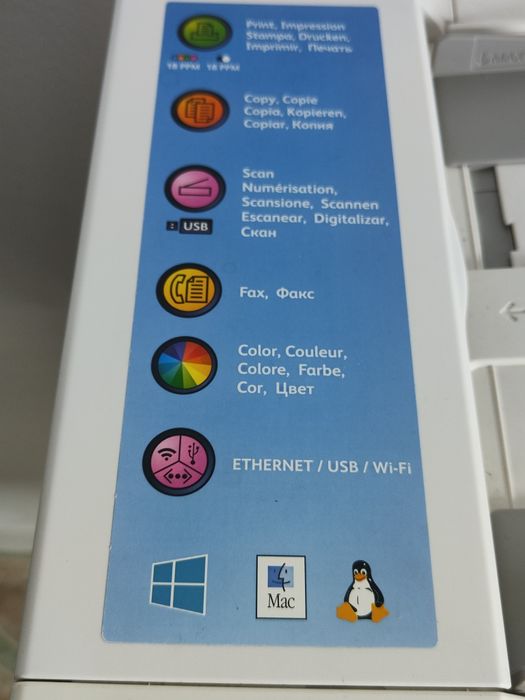 Print, Impression
Stampa, Drucken,
Imprimir, Печать
18 PPM 18 PPM
Copy, Copie
Copia, Kopieren,
Copiar, Копия
Scan
Numérisation,
Scansione, Scannen
Escanear, Digitalizar,
Скан
USB
Fax, Факс
Color, Couleur,
Colore, Farbe,
Cor, Цвет
ETHERNET / USB / Wi-Fi
Mac